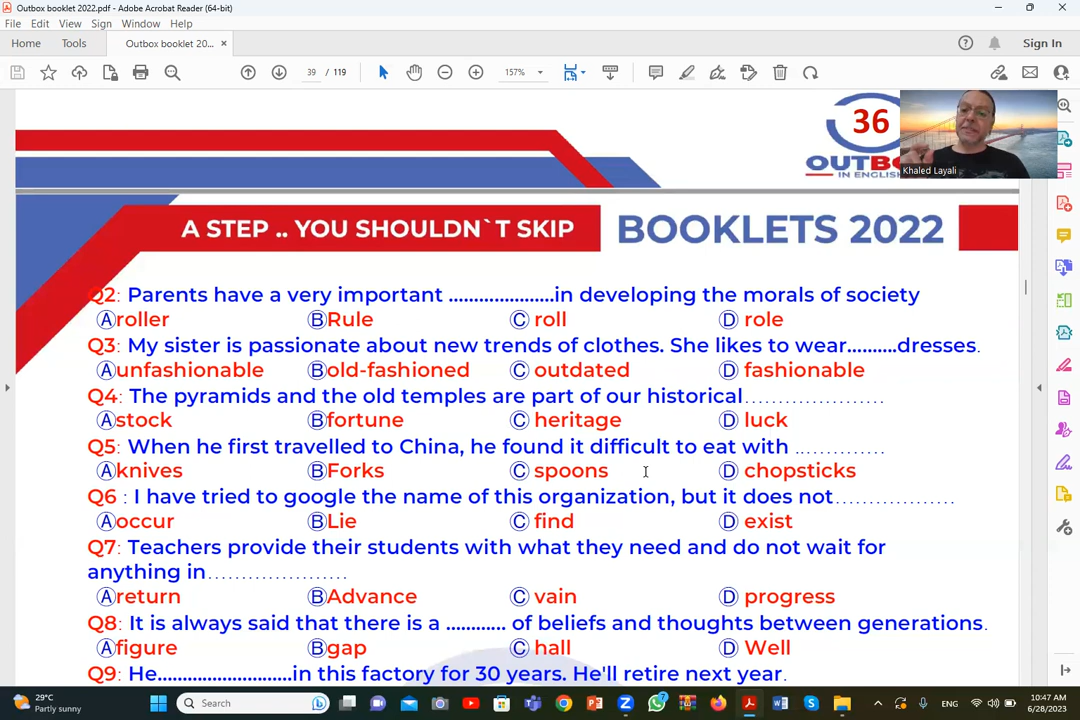 Outbox booklet 2022.pdf - Adobe Acrobat Reader (64-bit)
File Edit View Sign Window Help
Home Tools Outbox booklet 20... × Sign In
39 / 119 157%
36
OUTBO
IN ENGLIS
Khaled Layali
A STEP .. YOU SHOULDN`T SKIP BOOKLETS 2022
Q2: Parents have a very important .....................in developing the morals of society
Ⓐroller ⒷRule Ⓒ roll Ⓓ role
Q3: My sister is passionate about new trends of clothes. She likes to wear..........dresses.
Ⓐunfashionable Ⓑold-fashioned Ⓒ outdated Ⓓ fashionable
Q4: The pyramids and the old temples are part of our historical.....................
Ⓐstock Ⓑfortune Ⓒ heritage Ⓓ luck
Q5: When he first travelled to China, he found it difficult to eat with ..............
Ⓐknives ⒷForks Ⓒ spoons Ⓓ chopsticks
Q6 : I have tried to google the name of this organization, but it does not..................
Ⓐoccur ⒷLie Ⓒ find Ⓓ exist
Q7: Teachers provide their students with what they need and do not wait for
anything in.....................
Ⓐreturn ⒷAdvance Ⓒ vain Ⓓ progress
Q8: It is always said that there is a ............ of beliefs and thoughts between generations.
Ⓐfigure Ⓑgap Ⓒ hall Ⓓ Well
Q9: He...........................in this factory for 30 years. He'll retire next year.
29°C
Partly sunny
Search
7
ENG
10:47 AM
6/28/2023